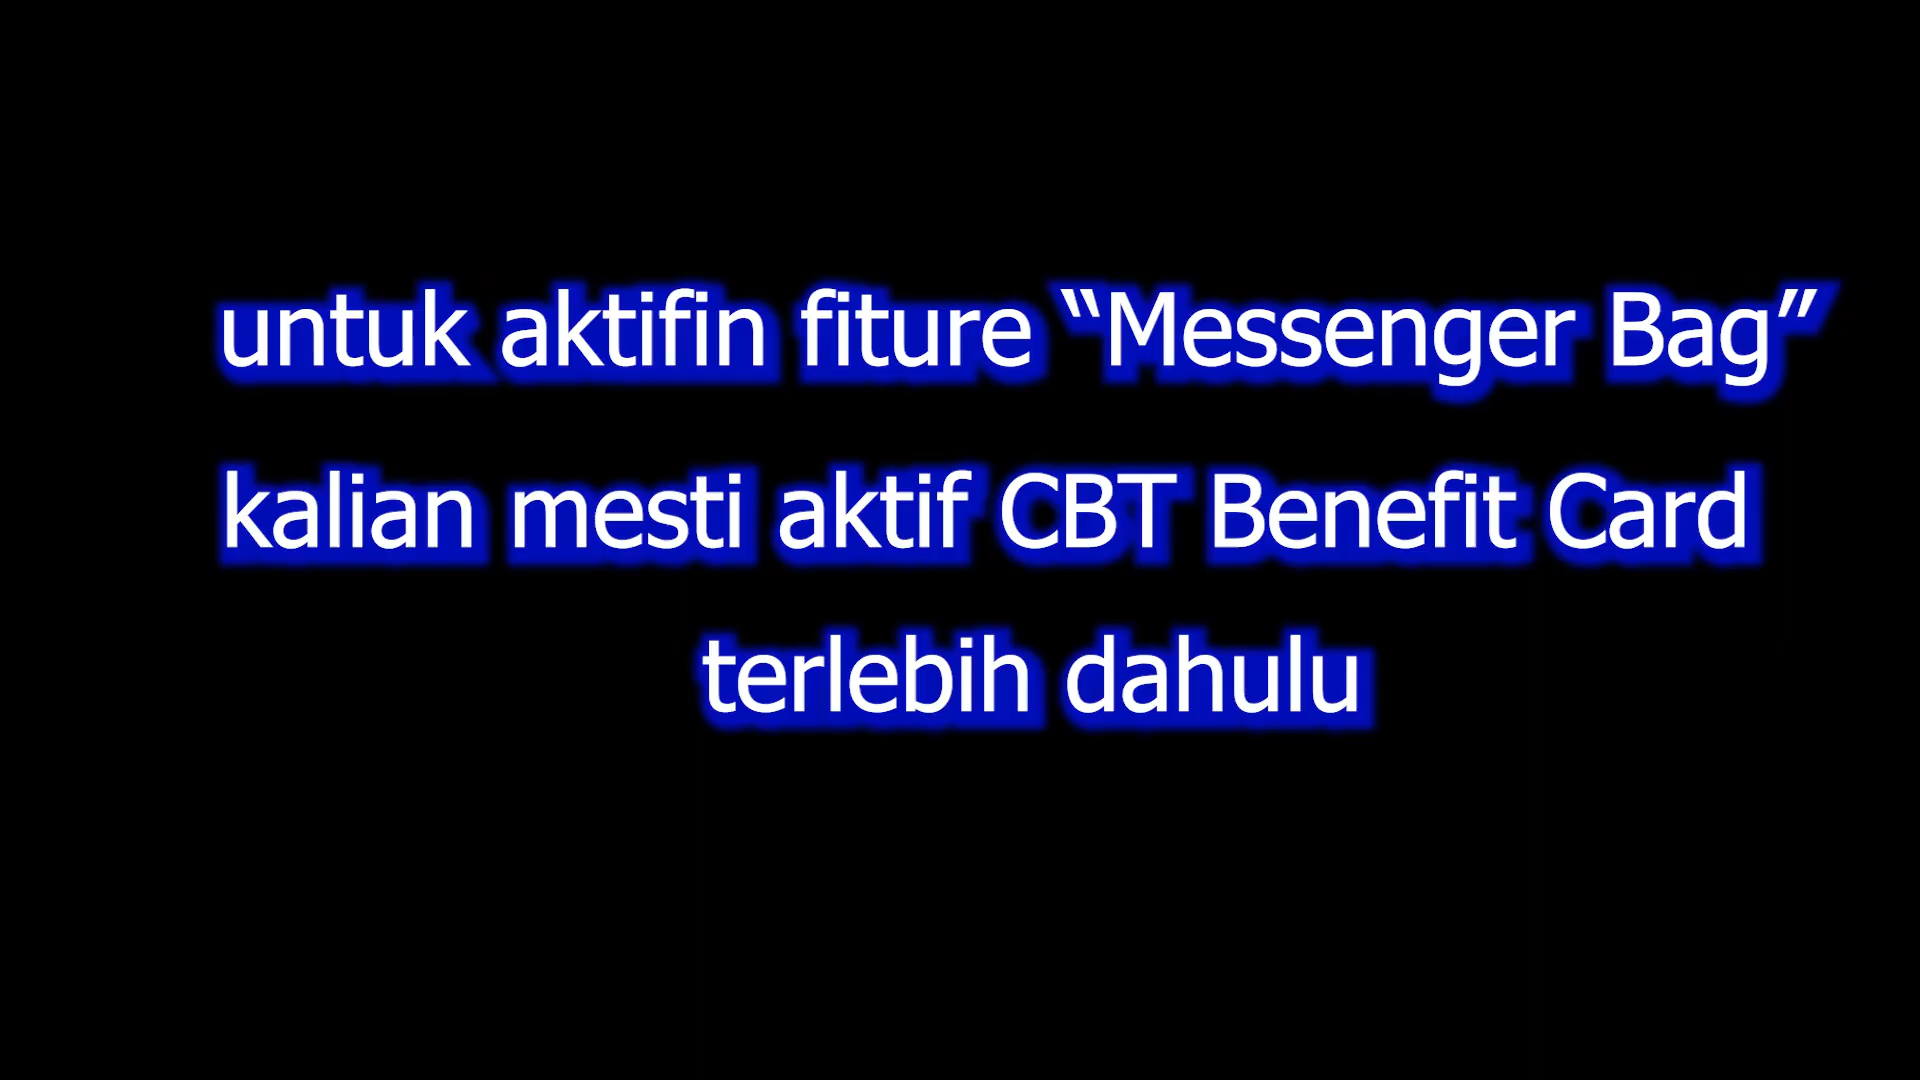 untuk aktifin fiture “Messenger Bag”
kalian mesti aktif CBT Benefit Card
terlebih dahulu